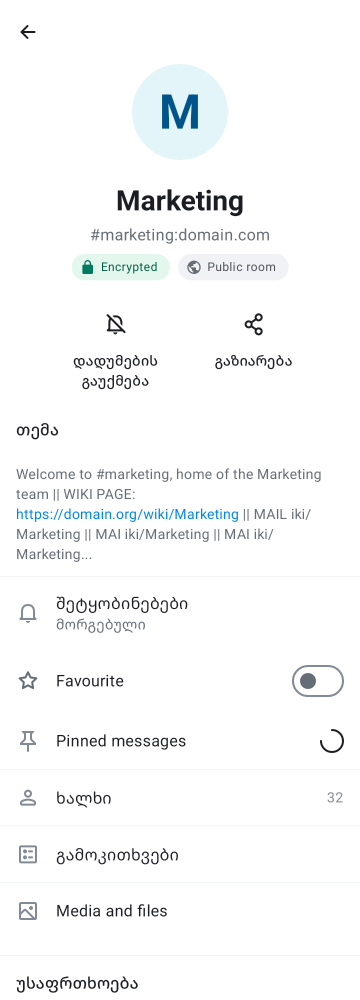 M
Marketing
#marketing:domain.com
Encrypted
Public room
დადუმების
გაუქმება
გაზიარება
თემა
Welcome to #marketing, home of the Marketing
team || WIKI PAGE:
https://domain.org/wiki/Marketing || MAIL iki/
Marketing || MAI iki/Marketing || MAI iki/
Marketing...
შეტყობინებები
მორგებული
Favourite
Pinned messages
ხალხი 32
გამოკითხვები
Media and files
უსაფრთხოება